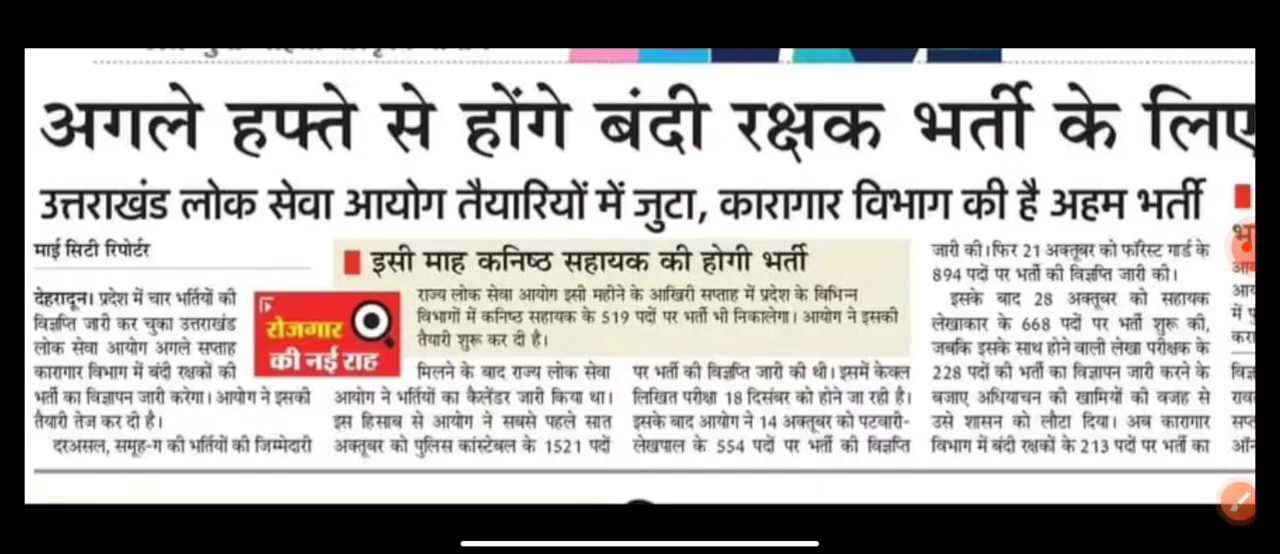 अगले हफ्ते से होंगे बंदी रक्षक भर्ती के लिए
उत्तराखंड लोक सेवा आयोग तैयारियों में जुटा, कारागार विभाग की है अहम भर्ती
माई सिटी रिपोर्टर
देहरादून। प्रदेश में चार भर्तियों की
विज्ञप्ति जारी कर चुका उत्तराखंड
लोक सेवा आयोग अगले सप्ताह
कारागार विभाग में बंदी रक्षकों की
भर्ती का विज्ञापन जारी करेगा। आयोग ने इसकी
तैयारी तेज कर दी है।
दरअसल, समूह-ग की भर्तियों की जिम्मेदारी
रोजगार
की नई राह
इसी माह कनिष्ठ सहायक की होगी भर्ती
राज्य लोक सेवा आयोग इसी महीने के आखिरी सप्ताह में प्रदेश के विभिन्न
विभागों में कनिष्ठ सहायक के 519 पदों पर भर्ती भी निकालेगा। आयोग ने इसकी
तैयारी शुरू कर दी है।
मिलने के बाद राज्य लोक सेवा
आयोग ने भर्तियों का कैलेंडर जारी किया था।
इस हिसाब से आयोग ने सबसे पहले सात
अक्तूबर को पुलिस कांस्टेबल के 1521 पदों
पर भर्ती की विज्ञप्ति जारी की थी। इसमें केवल
लिखित परीक्षा 18 दिसंबर को होने जा रही है।
इसके बाद आयोग ने 14 अक्तूबर को पटवारी-
लेखपाल के 554 पदों पर भर्ती की विज्ञप्ति
जारी की। फिर 21 अक्तूबर को फॉरेस्ट गार्ड के
894 पदों पर भर्ती की विज्ञप्ति जारी की।
इसके बाद 28 अक्तूबर को सहायक
लेखाकार के 668 पदों पर भर्ती शुरू की,
जबकि इसके साथ होने वाली लेखा परीक्षक के
228 पदों की भर्ती का विज्ञापन जारी करने के
बजाए अधियाचन की खामियों की वजह से
उसे शासन को लौटा दिया। अब कारागार
विभाग में बंदी रक्षकों के 213 पदों पर भर्ती का